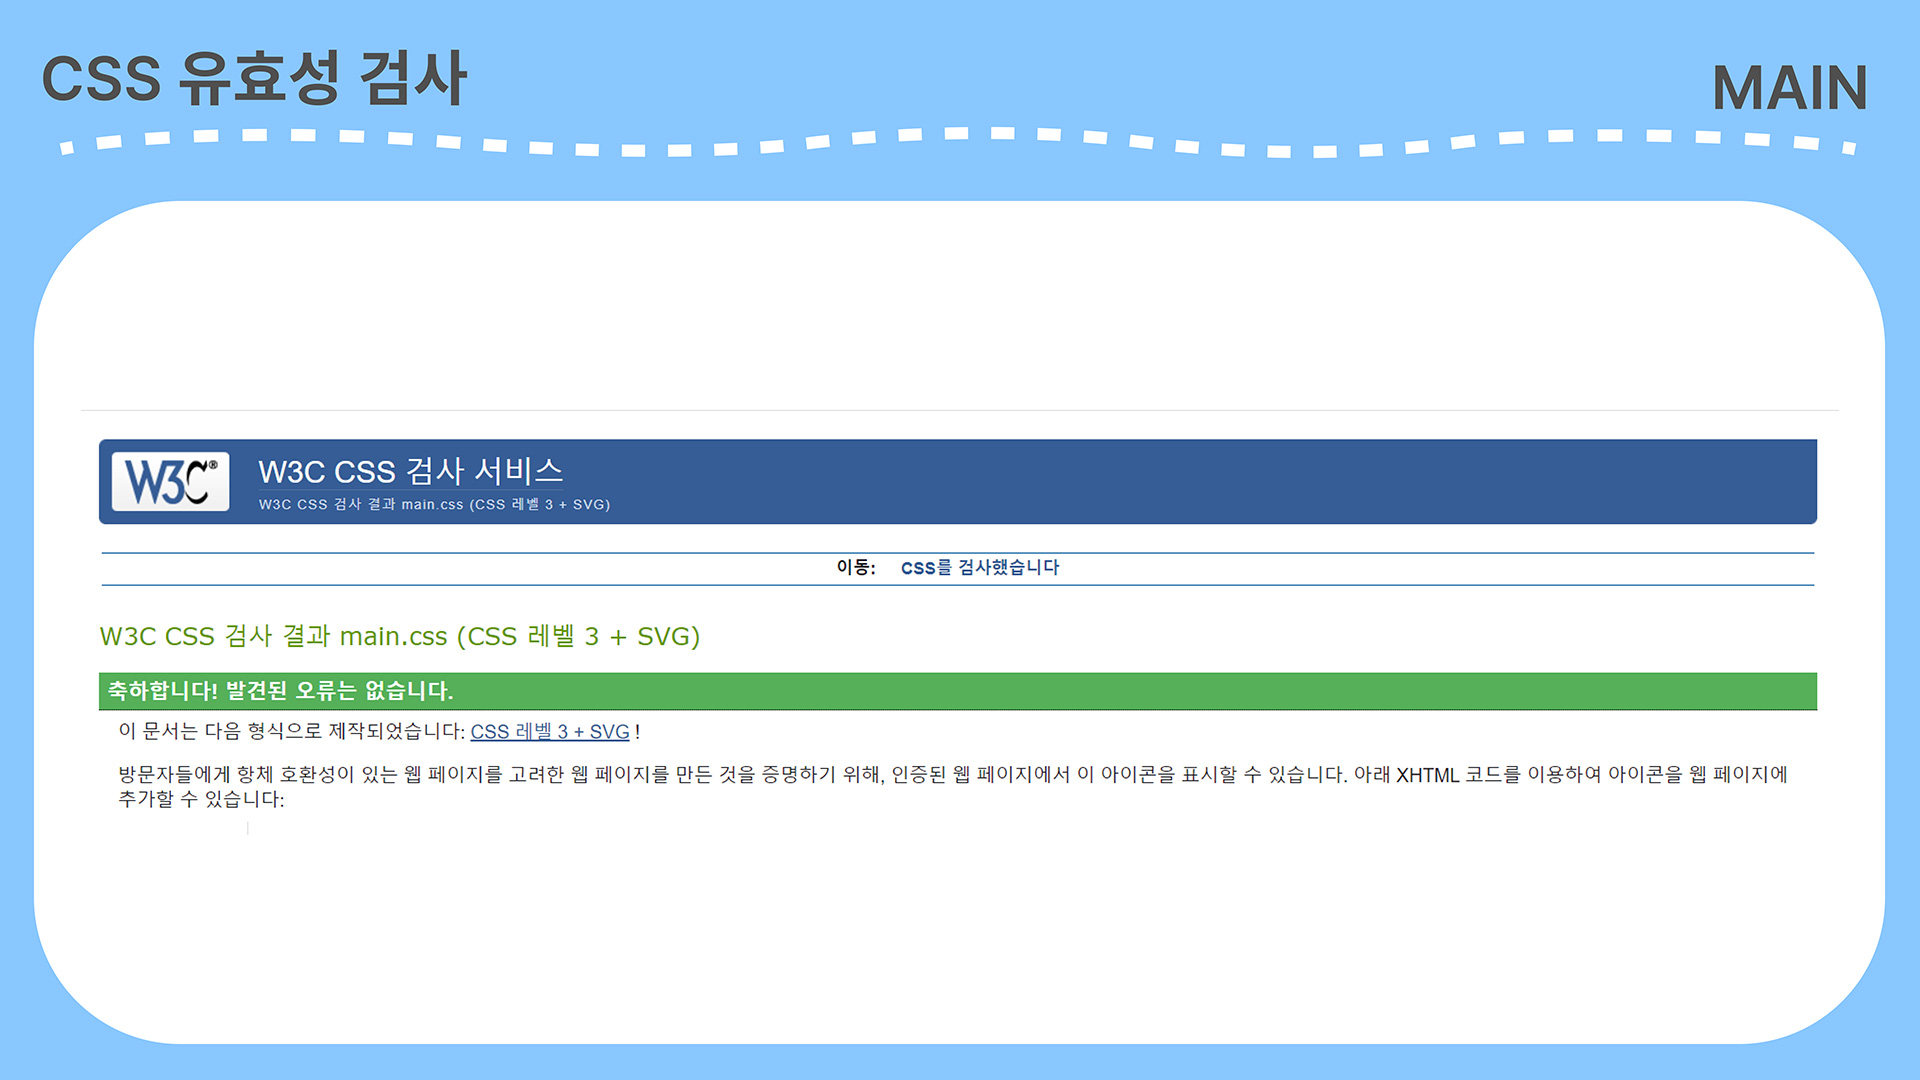 CSS 유효성 검사
MAIN
W3C®
W3C CSS 검사 서비스
W3C CSS 검사 결과 main.css (CSS 레벨 3 + SVG)
이동: CSS를 검사했습니다
W3C CSS 검사 결과 main.css (CSS 레벨 3 + SVG)
축하합니다! 발견된 오류는 없습니다.
이 문서는 다음 형식으로 제작되었습니다: CSS 레벨 3 + SVG !
방문자들에게 항체 호환성이 있는 웹 페이지를 고려한 웹 페이지를 만든 것을 증명하기 위해, 인증된 웹 페이지에서 이 아이콘을 표시할 수 있습니다. 아래 XHTML 코드를 이용하여 아이콘을 웹 페이지에
추가할 수 있습니다: